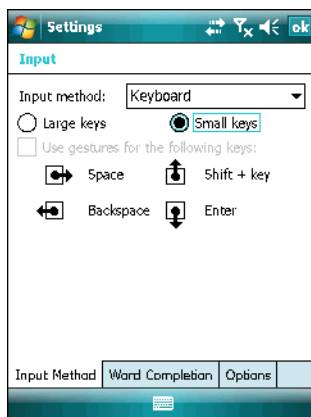 Settings
ok
Input
Input method: Keyboard
Large keys Small keys
Use gestures for the following keys:
Space Shift + key
Backspace Enter
Input Method Word Completion Options